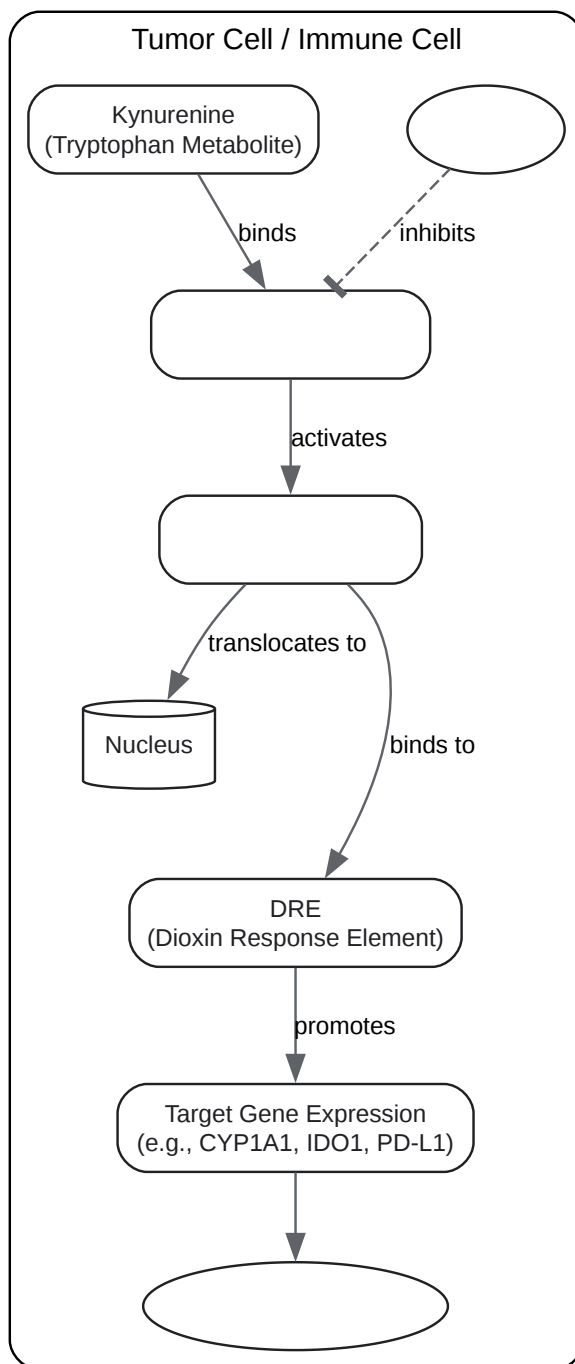 Tumor Cell / Immune Cell
Kynurenine
(Tryptophan Metabolite)
binds
inhibits
activates
translocates to
Nucleus
binds to
DRE
(Dioxin Response Element)
promotes
Target Gene Expression
(e.g., CYP1A1, IDO1, PD-L1)